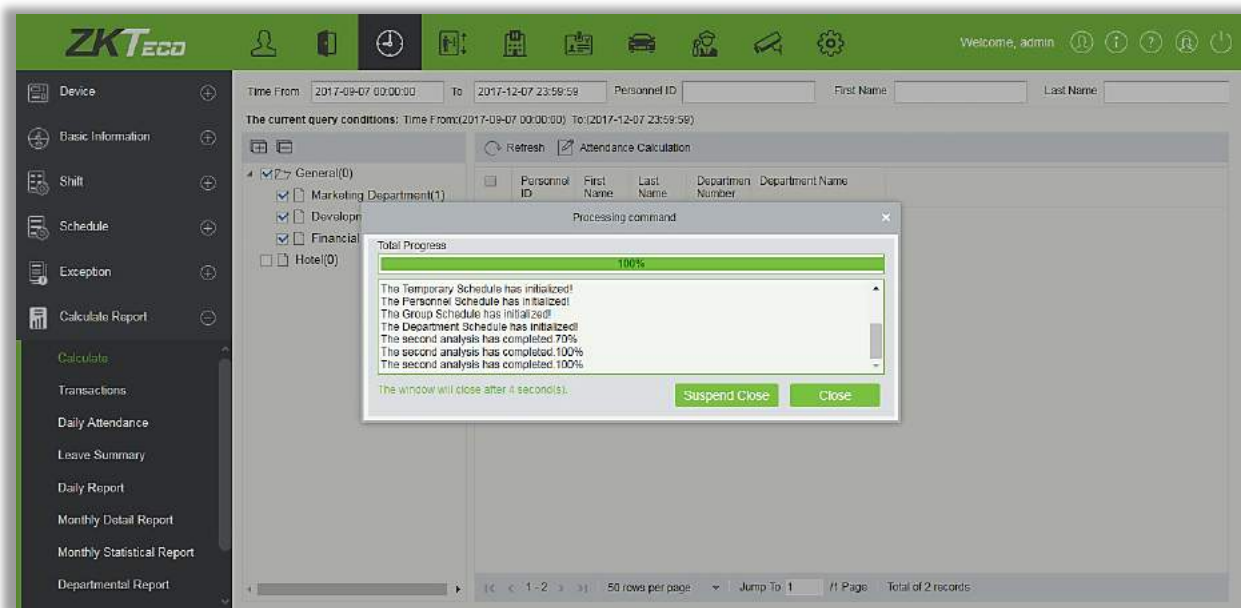 ZKTeco
Welcome, admin
Device
Basic Information
Shift
Schedule
Exception
Calculate Report
Calculate
Transactions
Daily Attendance
Leave Summary
Daily Report
Monthly Detail Report
Monthly Statistical Report
Departmental Report
Time From 2017-09-07 00:00:00 To 2017-12-07 23:59:59 Personnel ID First Name Last Name
The current query conditions: Time From:(2017-09-07 00:00:00) To:(2017-12-07 23:59:59)
Refresh Attendance Calculation
General(0)
Marketing Department(1)
Developm
Financial
Hotel(0)
Personnel ID First Name Last Name Departmen Number Department Name
Processing command
Total Progress
100%
The Temporary Schedule has initialized!
The Personnel Schedule has initialized!
The Group Schedule has initialized!
The Department Schedule has initialized!
The second analysis has completed.70%
The second analysis has completed.100%
The second analysis has completed.100%
The window will close after 4 second(s).
Suspend Close Close
1-2 50 rows per page Jump To 1 /1 Page Total of 2 records